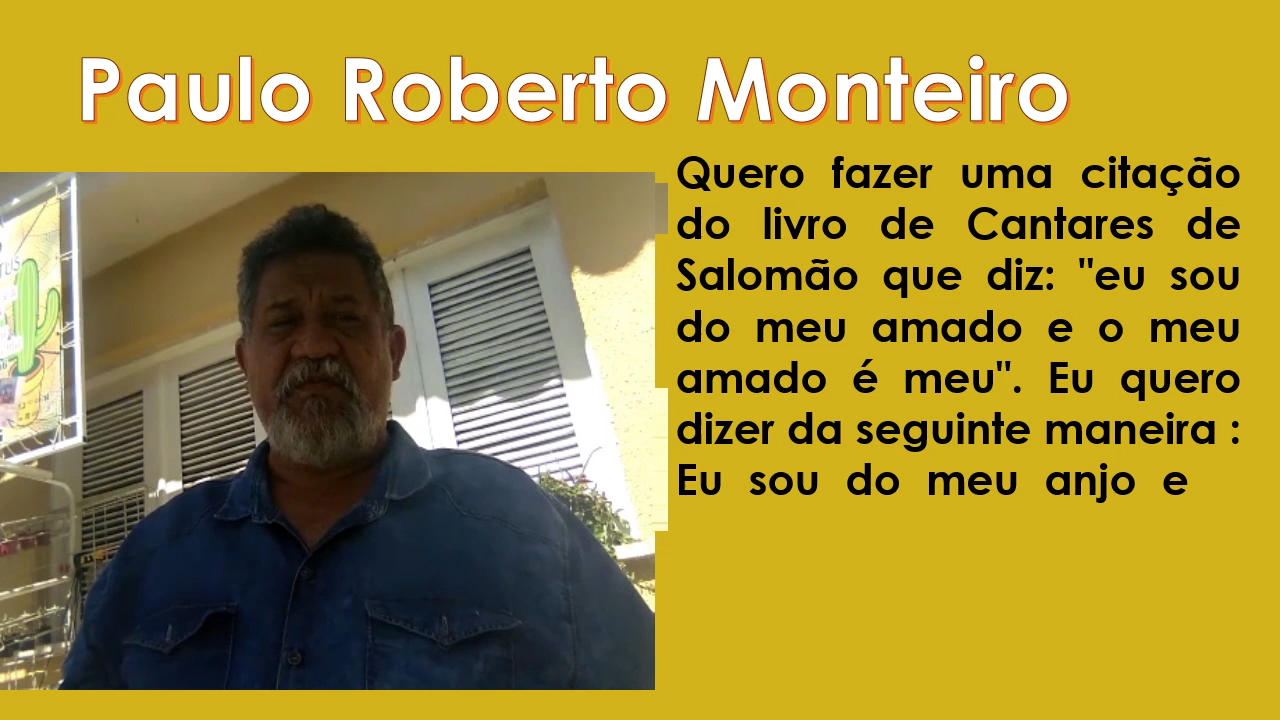 Paulo Roberto Monteiro
Quero fazer uma citação
do livro de Cantares de
Salomão que diz: "eu sou
do meu amado e o meu
amado é meu". Eu quero
dizer da seguinte maneira :
Eu sou do meu anjo e